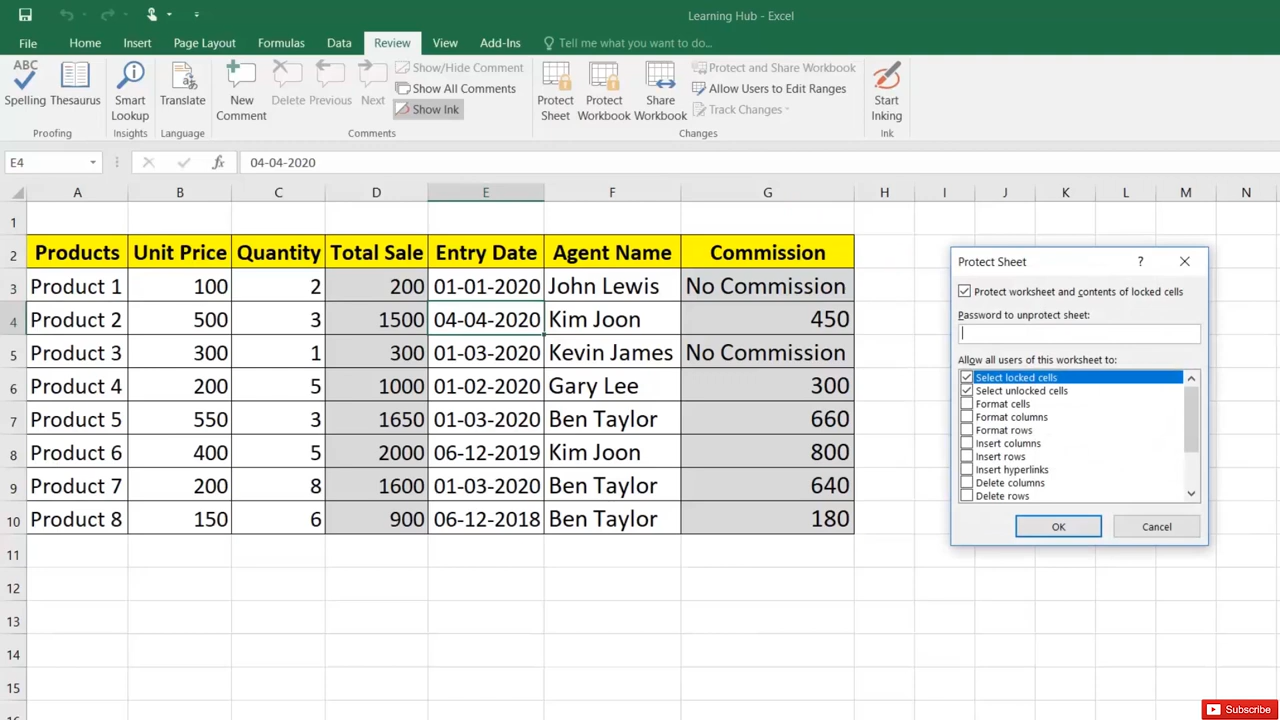 Learning Hub - Excel
File Home Insert Page Layout Formulas Data Review View Add-Ins Tell me what you want to do...
ABC
Spelling Thesaurus Smart Lookup Translate New Comment Delete Previous Next Show/Hide Comment Show All Comments Show Ink Protect Sheet Protect Workbook Share Workbook Protect and Share Workbook Allow Users to Edit Ranges Track Changes Start Inking
Proofing Insights Language Comments Changes Ink
E4 fx 04-04-2020
A B C D E F G H I J K L M N
1
2 Products Unit Price Quantity Total Sale Entry Date Agent Name Commission
3 Product 1 100 2 200 01-01-2020 John Lewis No Commission
4 Product 2 500 3 1500 04-04-2020 Kim Joon 450
5 Product 3 300 1 300 01-03-2020 Kevin James No Commission
6 Product 4 200 5 1000 01-02-2020 Gary Lee 300
7 Product 5 550 3 1650 01-03-2020 Ben Taylor 660
8 Product 6 400 5 2000 06-12-2019 Kim Joon 800
9 Product 7 200 8 1600 01-03-2020 Ben Taylor 640
10 Product 8 150 6 900 06-12-2018 Ben Taylor 180
11
12
13
14
15
Protect Sheet ?
Protect worksheet and contents of locked cells
Password to unprotect sheet:
Allow all users of this worksheet to:
Select locked cells
Select unlocked cells
Format cells
Format columns
Format rows
Insert columns
Insert rows
Insert hyperlinks
Delete columns
Delete rows
OK Cancel
Subscribe